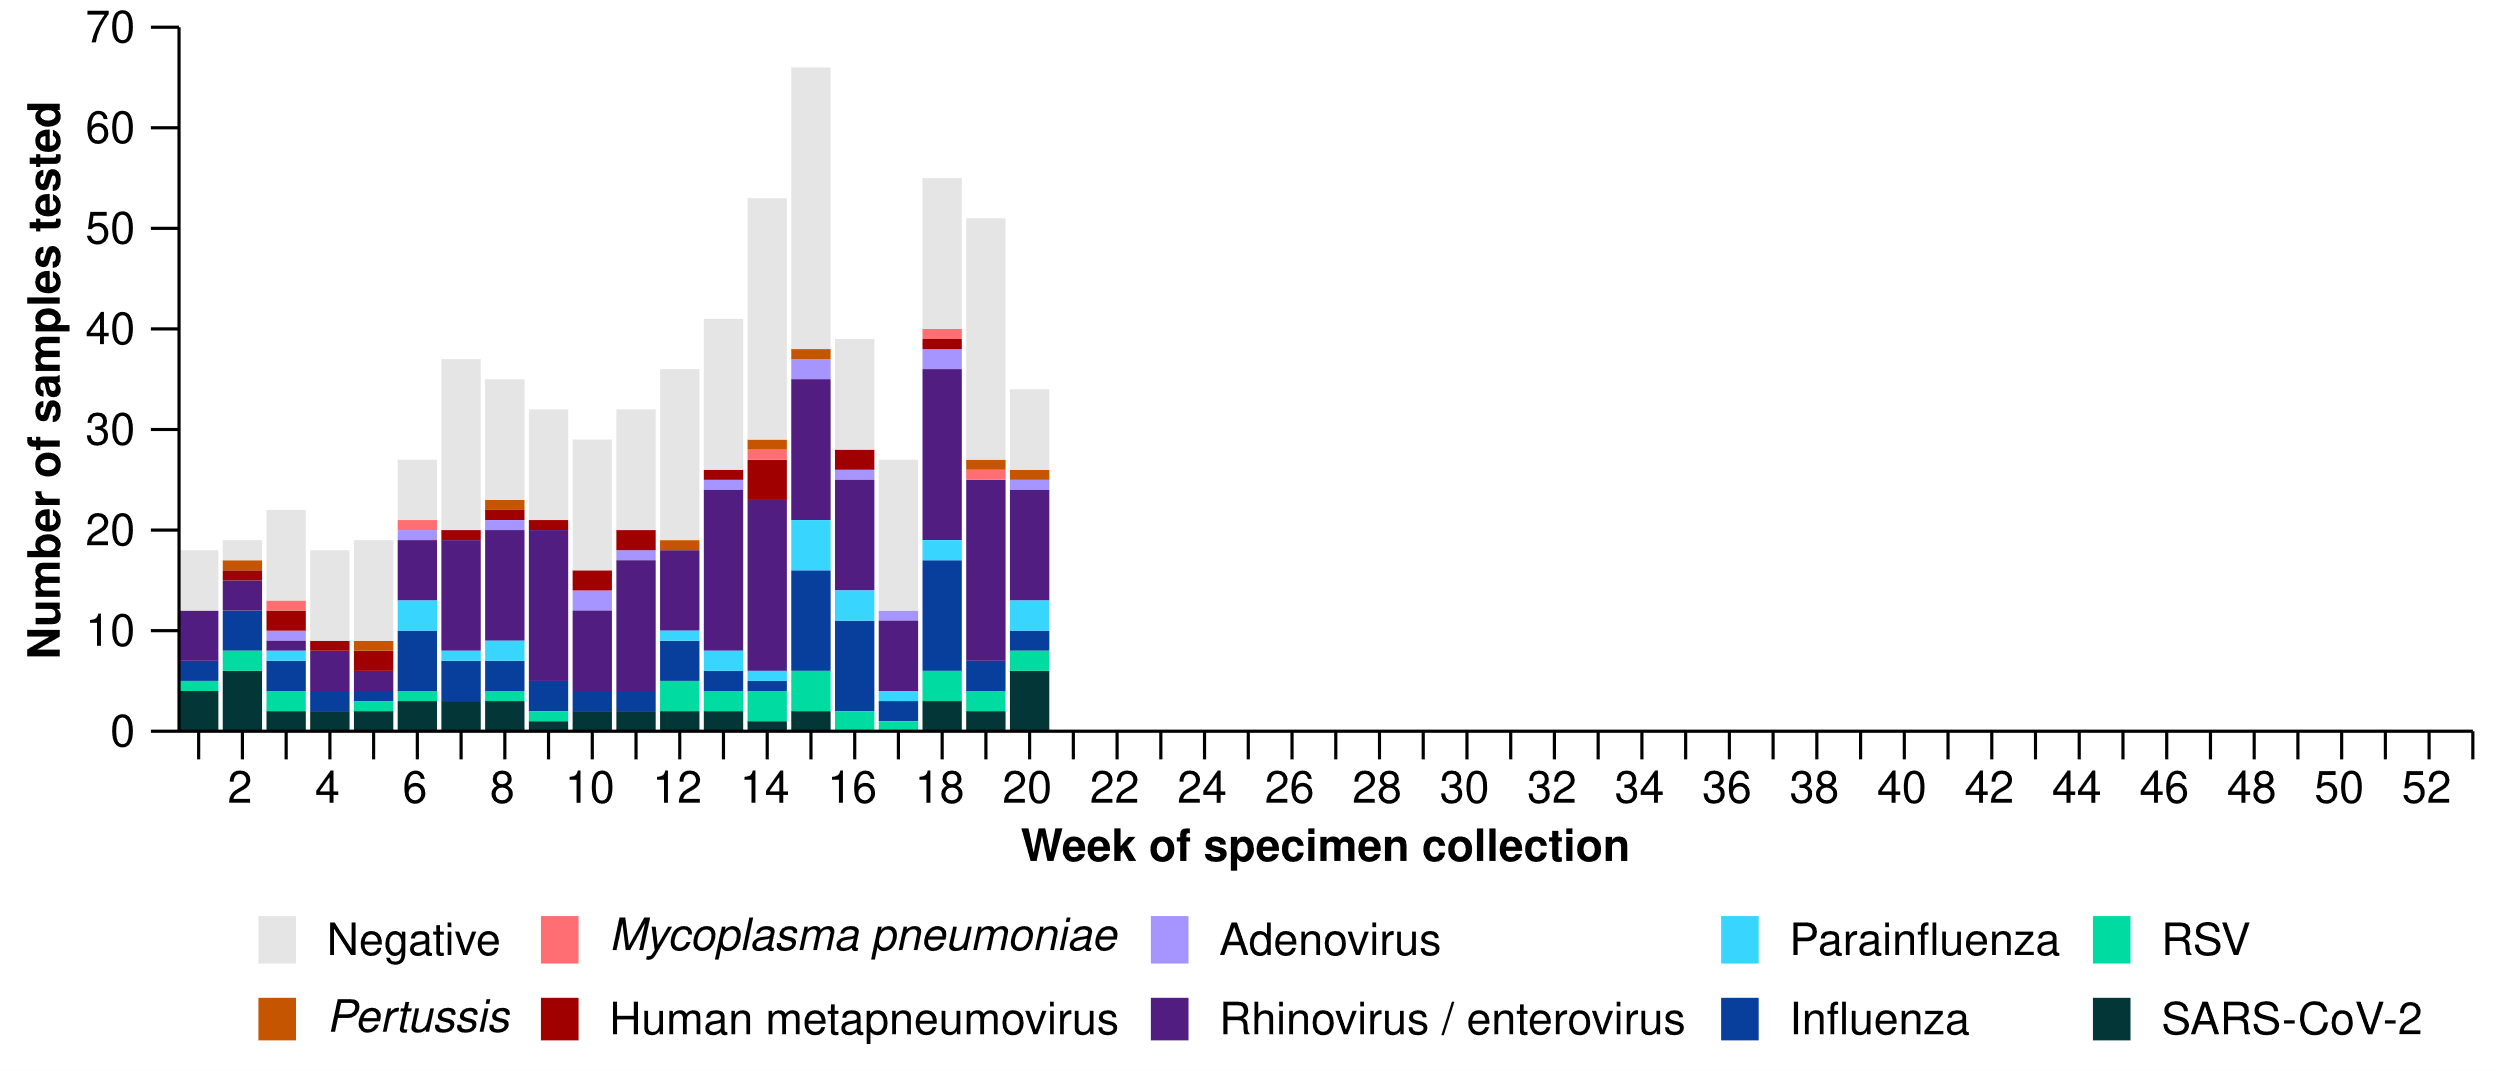 70
60
50
40
30
20
10
0
Number of samples tested
2 4 6 8 10 12 14 16 18 20 22 24 26 28 30 32 34 36 38 40 42 44 46 48 50 52
Week of specimen collection
Negative Mycoplasma pneumoniae Adenovirus Parainfluenza RSV
Pertussis Human metapneumovirus Rhinovirus / enterovirus Influenza SARS-CoV-2